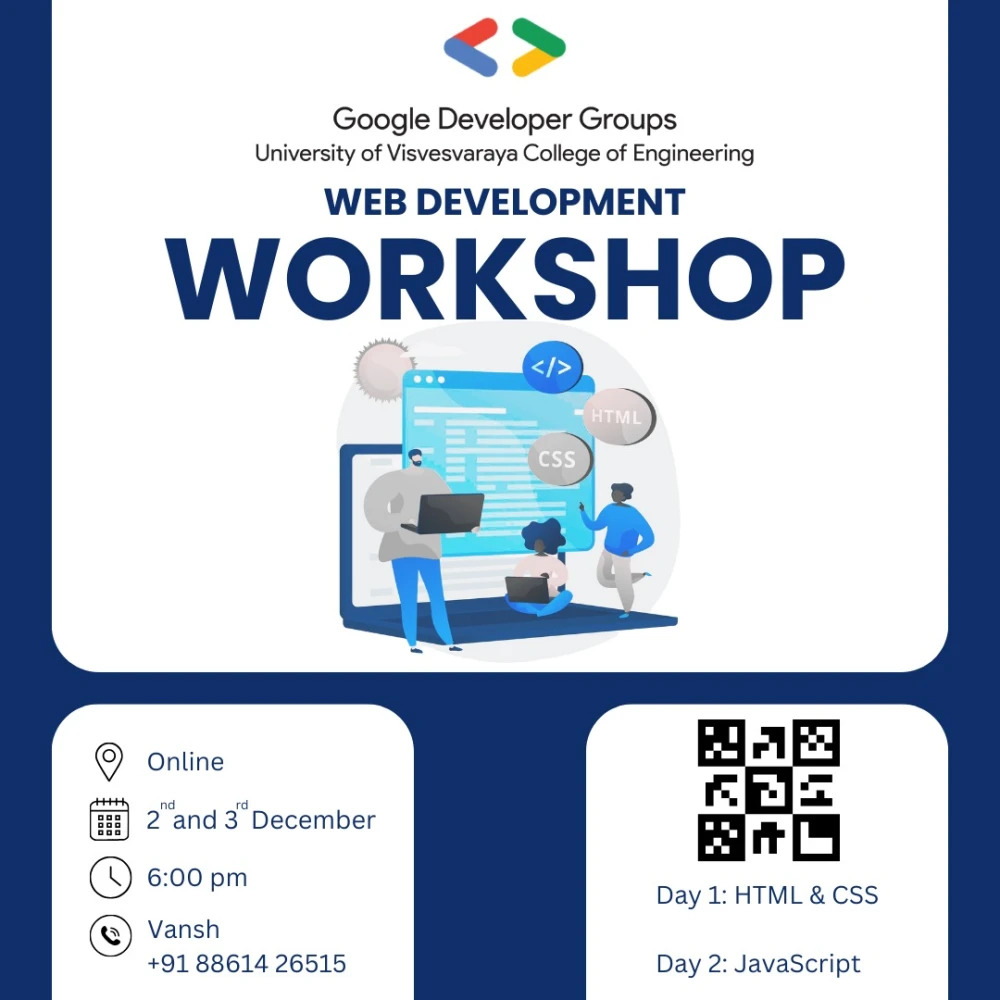 Google Developer Groups
University of Visvesvaraya College of Engineering
WEB DEVELOPMENT
WORKSHOP
</>
HTML
CSS
Online
2nd and 3rd December
6:00 pm
Vansh
+91 88614 26515
Day 1: HTML & CSS
Day 2: JavaScript